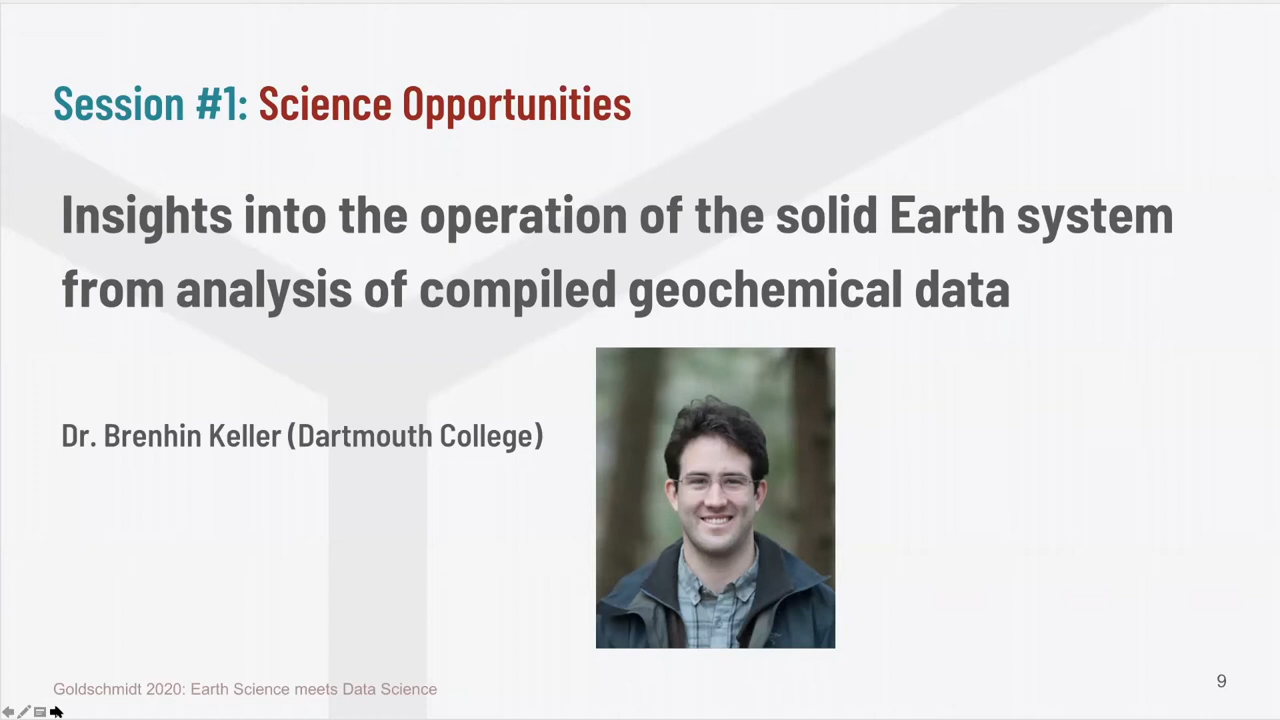 Session #1: Science Opportunities
Insights into the operation of the solid Earth system
from analysis of compiled geochemical data
Dr. Brenhin Keller (Dartmouth College)
Goldschmidt 2020: Earth Science meets Data Science
9